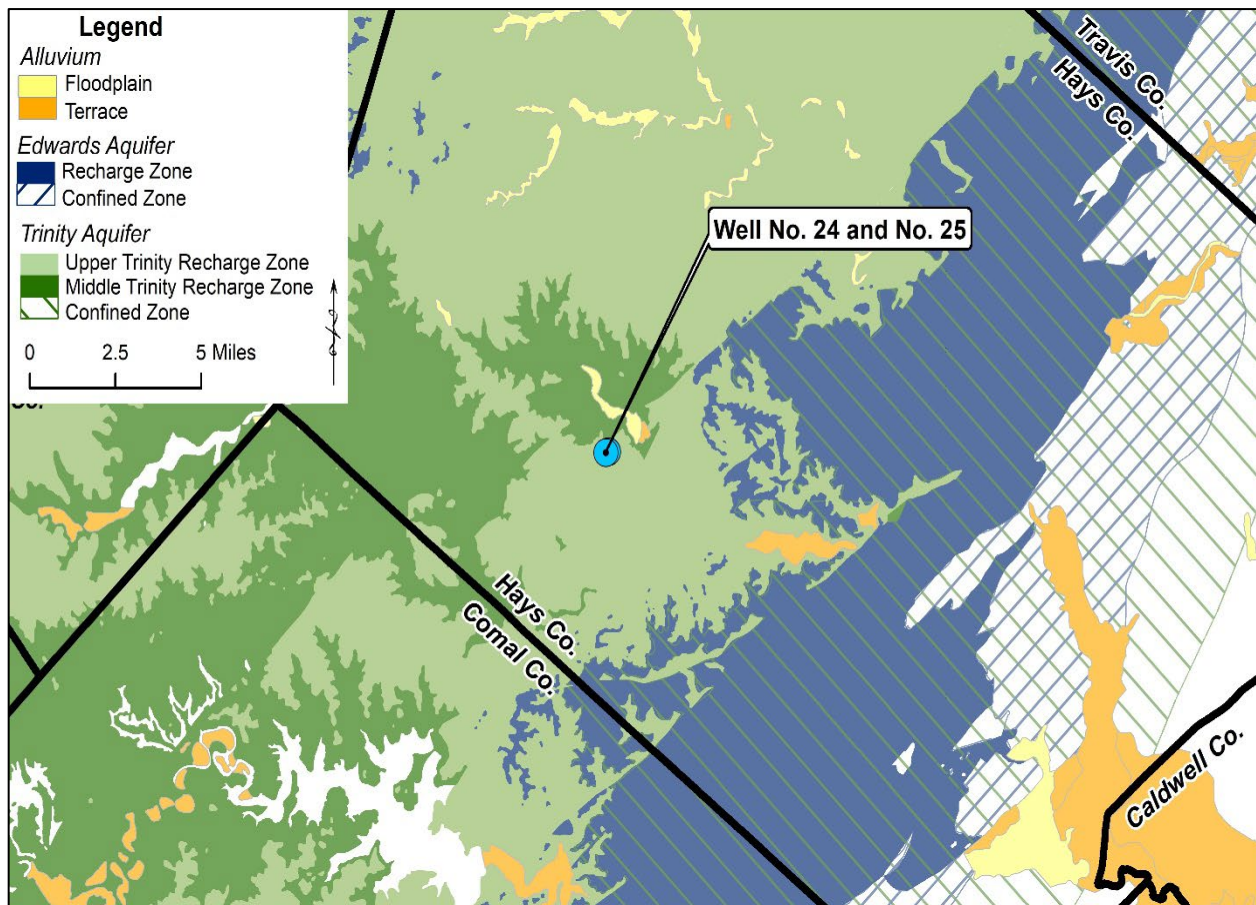 Legend
Alluvium
Floodplain
Terrace
Edwards Aquifer
Recharge Zone
Confined Zone
Trinity Aquifer
Upper Trinity Recharge Zone
Middle Trinity Recharge Zone
Confined Zone
0 2.5 5 Miles
Travis Co.
Hays Co.
Well No. 24 and No. 25
Hays Co.
Comal Co.
Caldwell Co.